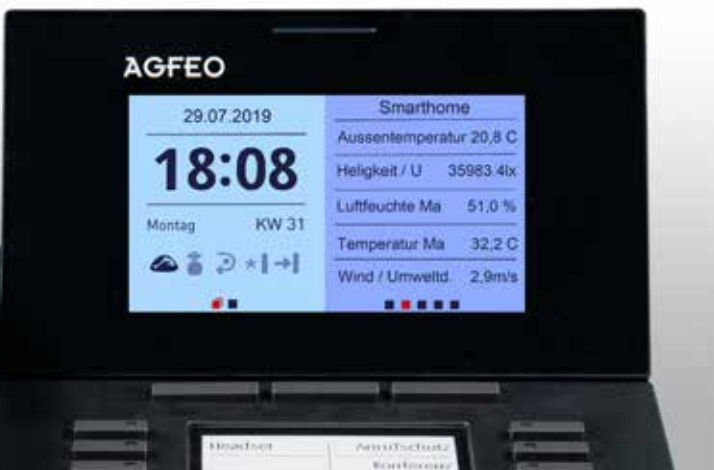 AGFEO
29.07.2019
18:08
Montag KW 31
Smarthome
Aussentemperatur 20,8 C
Heligkeit / U 35983.4lx
Luftfeuchte Ma 51,0 %
Temperatur Ma 32,2 C
Wind / Umweltd. 2,9m/s
Headset Anrufschutz
Konferenz